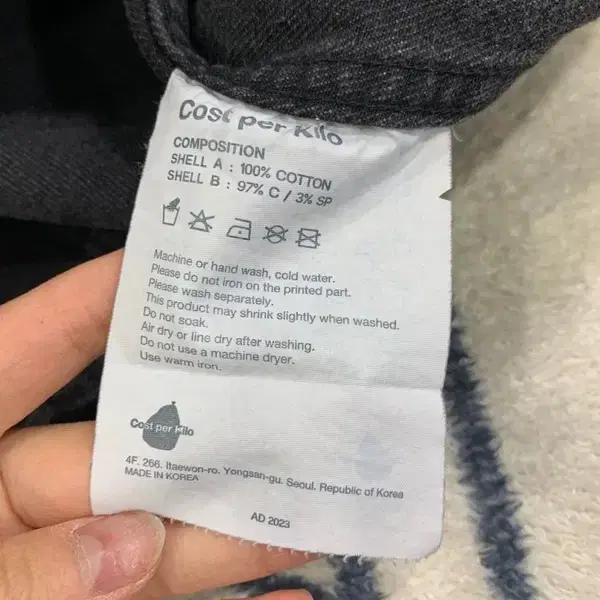 Cost per Kilo
COMPOSITION
SHELL A : 100% COTTON
SHELL B : 97% C / 3% SP
Machine or hand wash, cold water.
Please do not iron on the printed part.
Please wash separately.
This product may shrink slightly when washed.
Do not soak.
Air dry or line dry after washing.
Do not use a machine dryer.
Use warm iron.
Cost per Kilo
4F. 266. Itaewon-ro. Yongsan-gu. Seoul. Republic of Korea
MADE IN KOREA
AD 2023